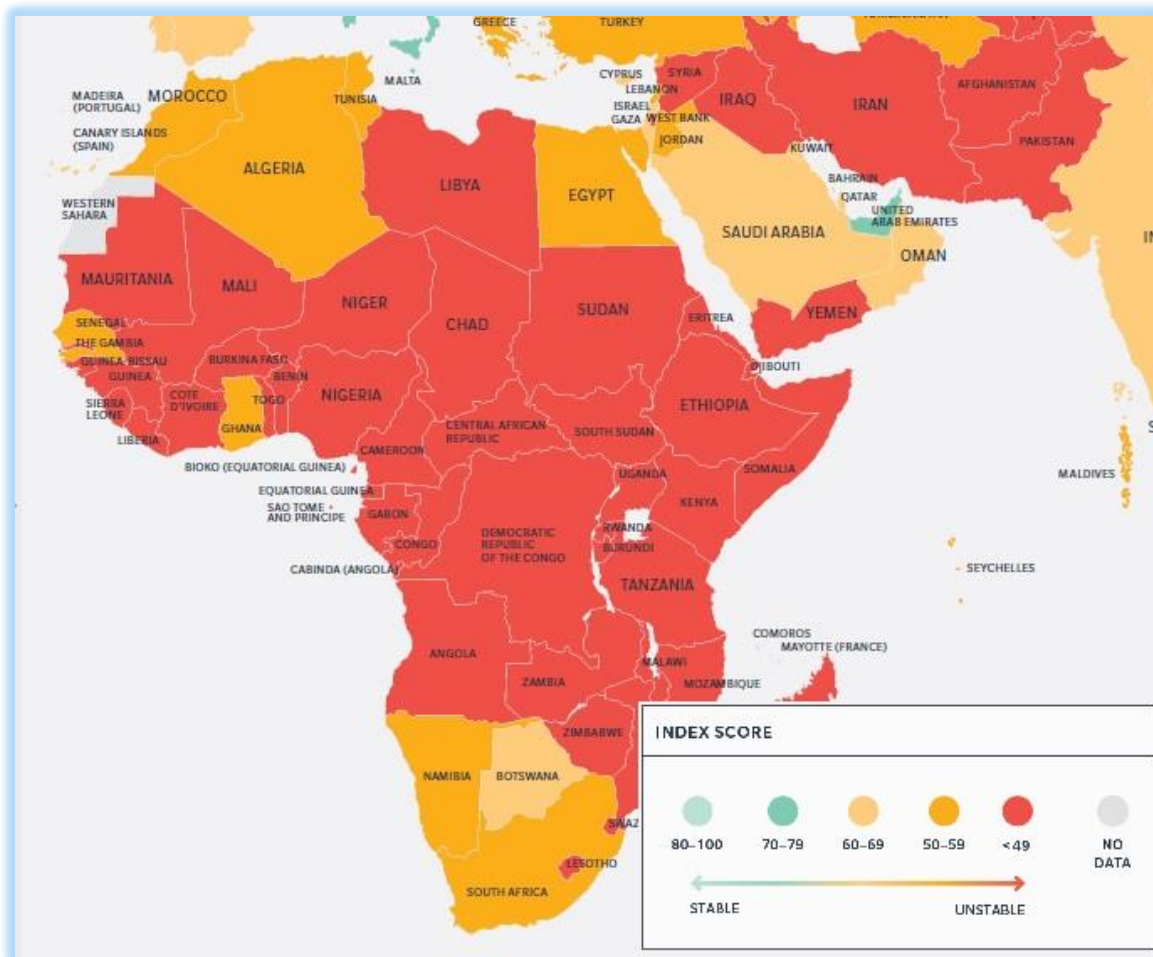 GREECE
TURKEY
MALTA
CYPRUS
SYRIA
LEBANON
ISRAEL
GAZA
WEST BANK
JORDAN
IRAQ
IRAN
AFGHANISTAN
PAKISTAN
KUWAIT
BAHRAIN
QATAR
UNITED
ARAB EMIRATES
SAUDI ARABIA
OMAN
YEMEN
MADEIRA
(PORTUGAL)
MOROCCO
TUNISIA
CANARY ISLANDS
(SPAIN)
ALGERIA
LIBYA
EGYPT
WESTERN
SAHARA
MAURITANIA
MALI
NIGER
CHAD
SUDAN
ERITREA
DJIBOUTI
SENEGAL
THE GAMBIA
GUINEA-BISSAU
GUINEA
BURKINA FASO
BENIN
SIERRA
LEONE
COTE
D'IVOIRE
TOGO
GHANA
LIBERIA
NIGERIA
ETHIOPIA
CENTRAL AFRICAN
REPUBLIC
SOUTH SUDAN
CAMEROON
BIOKO (EQUATORIAL GUINEA)
EQUATORIAL GUINEA
SAO TOME
AND PRINCIPE
GABON
CONGO
CABINDA (ANGOLA)
DEMOCRATIC
REPUBLIC
OF THE CONGO
UGANDA
KENYA
SOMALIA
RWANDA
BURUNDI
TANZANIA
MALDIVES
SEYCHELLES
COMOROS
MAYOTTE (FRANCE)
ANGOLA
ZAMBIA
MALAWI
MOZAMBIQUE
ZIMBABWE
NAMIBIA
BOTSWANA
SWAZ
LESOTHO
SOUTH AFRICA
INDEX SCORE
80–100 70–79 60–69 50–59 <49 NO
DATA
STABLE UNSTABLE